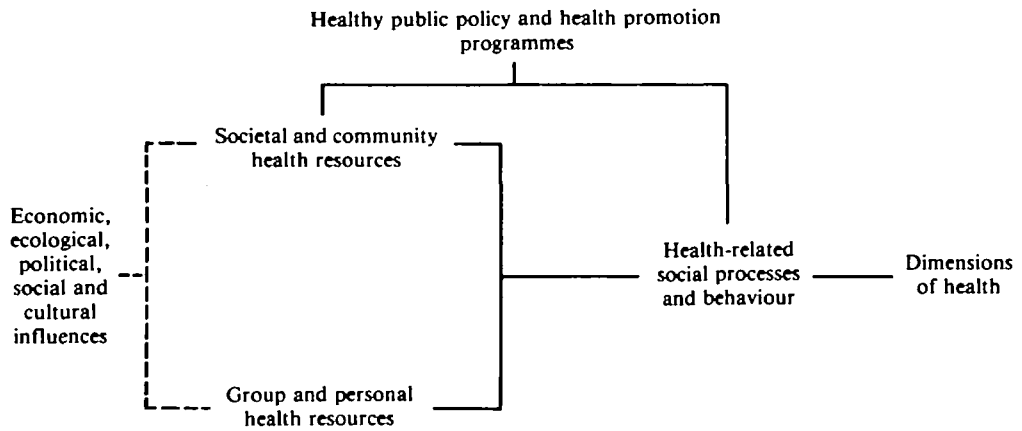 Healthy public policy and health promotion
programmes
Societal and community
health resources
Economic,
ecological,
political,
social and
cultural
influences
Health-related
social processes
and behaviour
Dimensions
of health
Group and personal
health resources